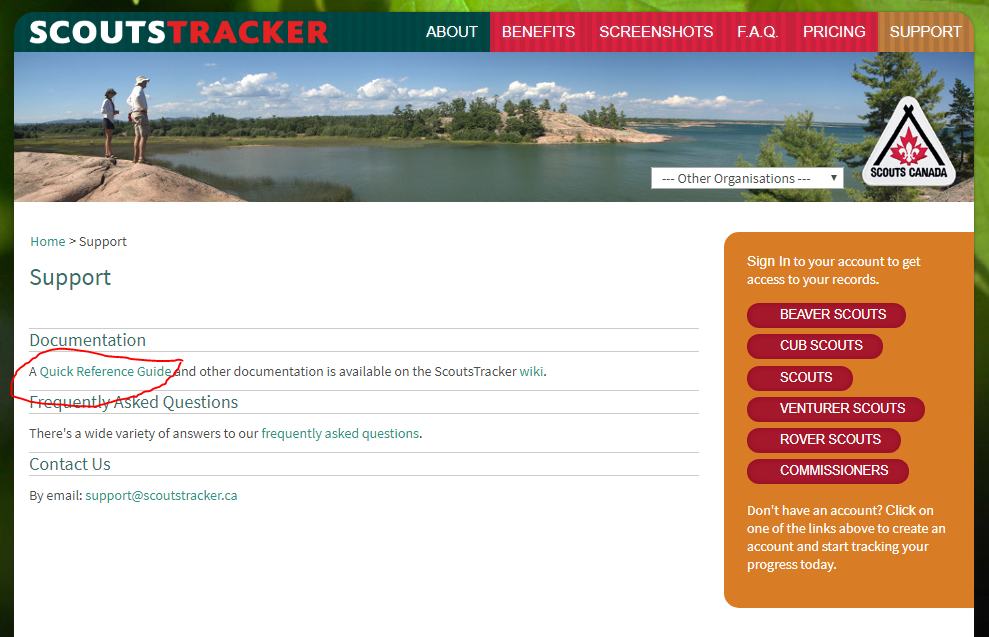 SCOUTSTRACKER
ABOUT BENEFITS SCREENSHOTS F.A.Q. PRICING SUPPORT
--- Other Organisations ---
SCOUTS CANADA
Home > Support
Support
Documentation
A Quick Reference Guide and other documentation is available on the ScoutsTracker wiki.
Frequently Asked Questions
There's a wide variety of answers to our frequently asked questions.
Contact Us
By email: support@scoutstracker.ca
Sign In to your account to get
access to your records.
BEAVER SCOUTS
CUB SCOUTS
SCOUTS
VENTURER SCOUTS
ROVER SCOUTS
COMMISSIONERS
Don't have an account? Click on
one of the links above to create an
account and start tracking your
progress today.